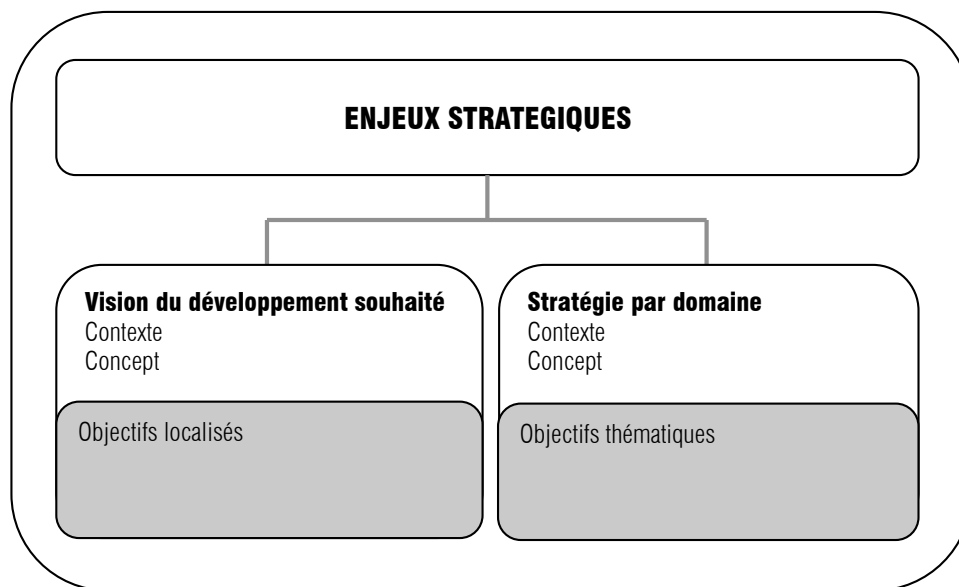 ENJEUX STRATEGIQUES
Vision du développement souhaité
Contexte
Concept
Objectifs localisés
Stratégie par domaine
Contexte
Concept
Objectifs thématiques